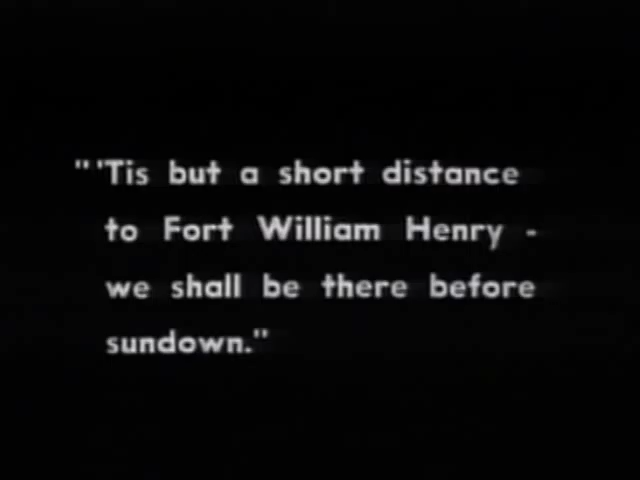 "'Tis but a short distance
to Fort William Henry -
we shall be there before
sundown."